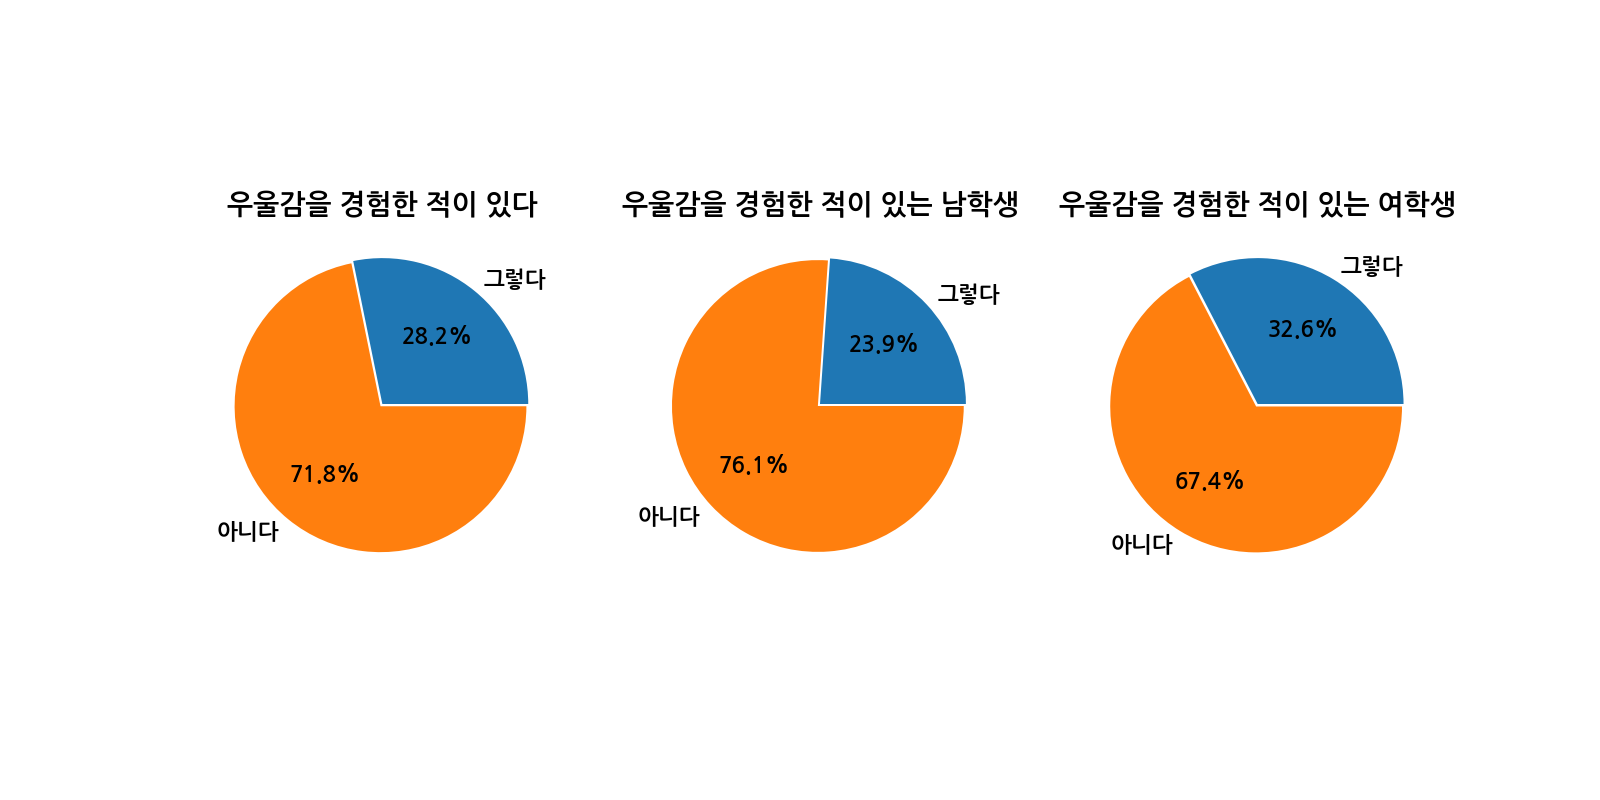 우울감을 경험한 적이 있다
그렇다
28.2%
71.8%
아니다
우울감을 경험한 적이 있는 남학생
그렇다
23.9%
76.1%
아니다
우울감을 경험한 적이 있는 여학생
그렇다
32.6%
67.4%
아니다